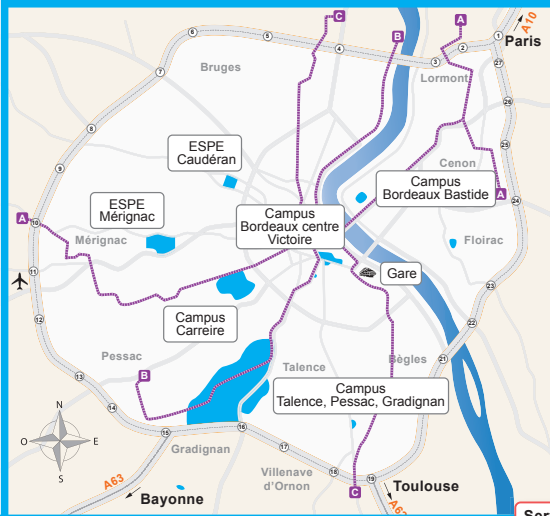 C
B
A
A10
Paris
1
2
3
4
5
6
7
27
26
25
24
Bruges
Lormont
8
9
ESPE
Caudéran
Cenon
Campus
Bordeaux Bastide
A
ESPE
Mérignac
A
10
Mérignac
Campus
Bordeaux centre
Victoire
Floirac
11
Gare
23
12
Campus
Carreire
22
Pessac
21
B
13
Talence
Bègles
14
Campus
Talence, Pessac, Gradignan
15
16
N
O
E
S
Gradignan
17
18
19
Villenave
d'Ornon
C
A63
Bayonne
Toulouse